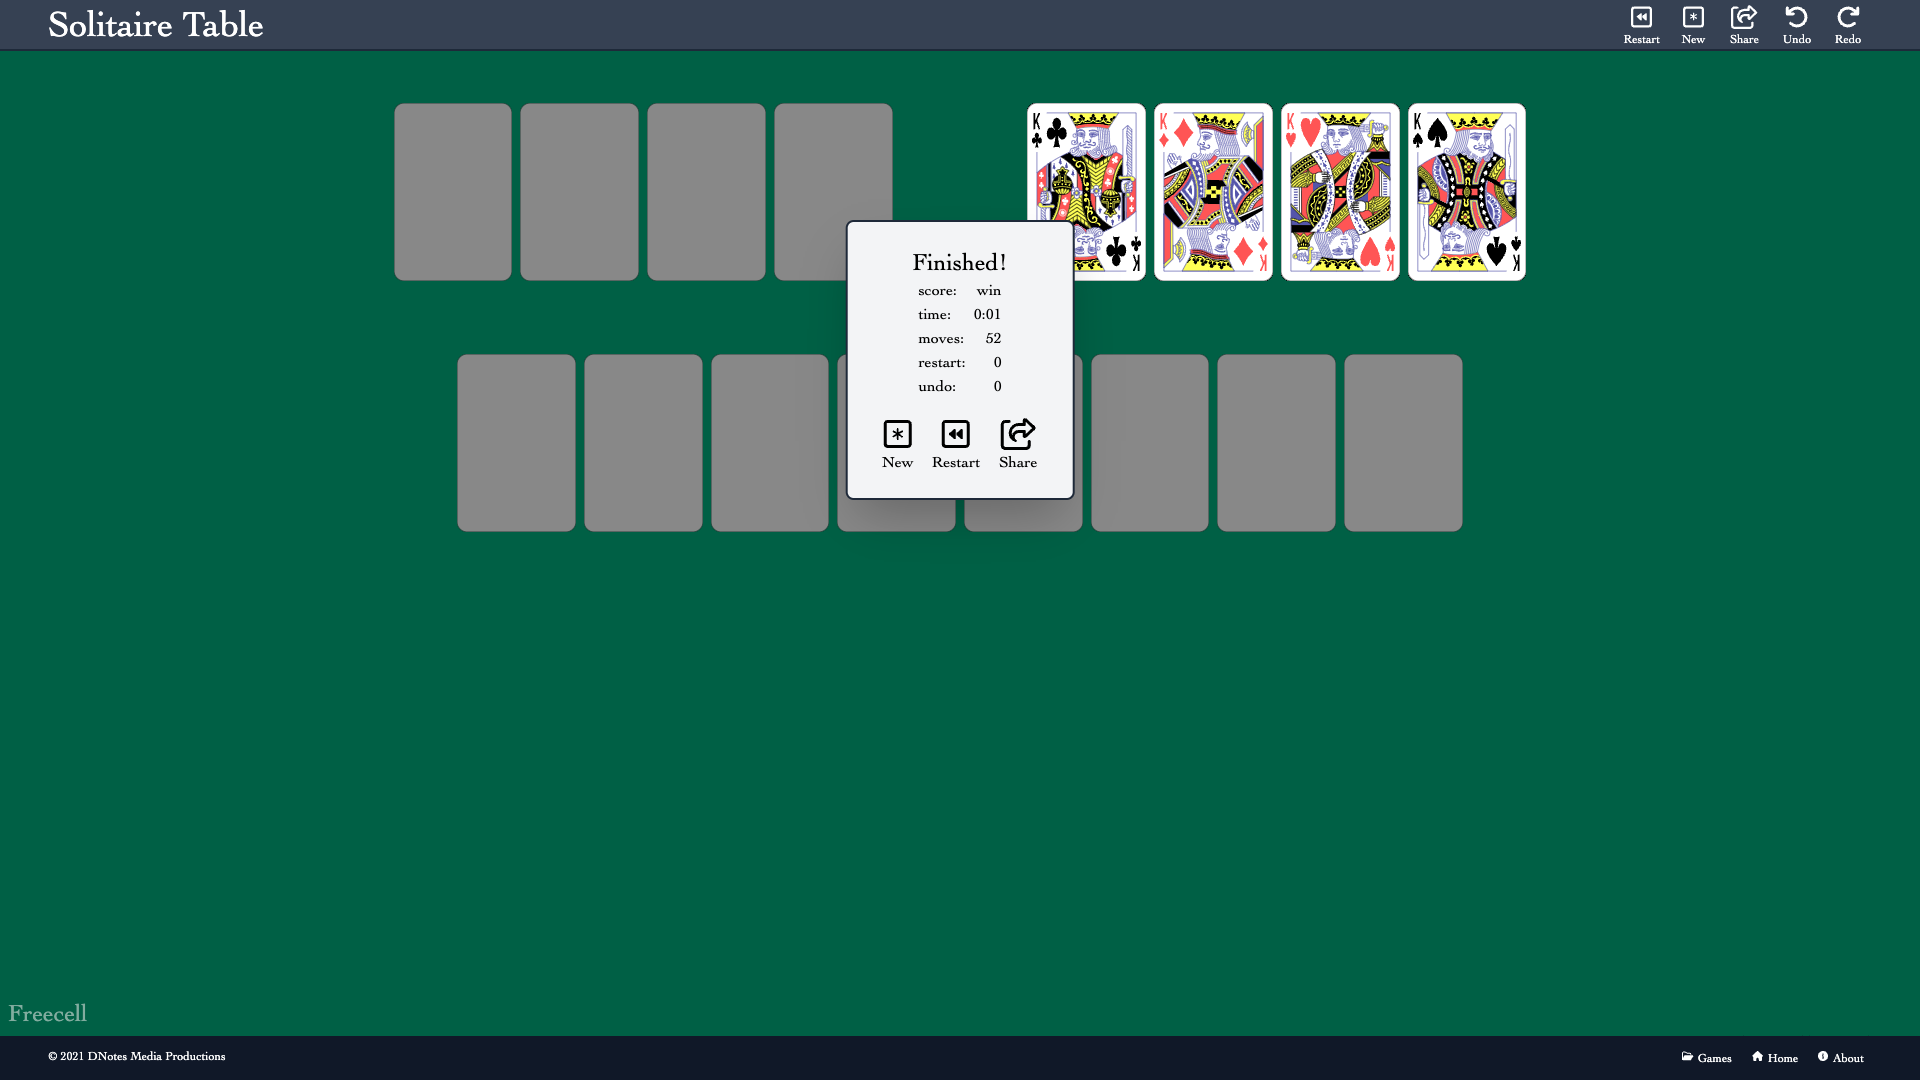 Solitaire Table
Restart New Share Undo Redo
K K K K
K K K K
Finished!
score: win
time: 0:01
moves: 52
restart: 0
undo: 0
New Restart Share
Freecell
© 2021 DNotes Media Productions
Games Home About